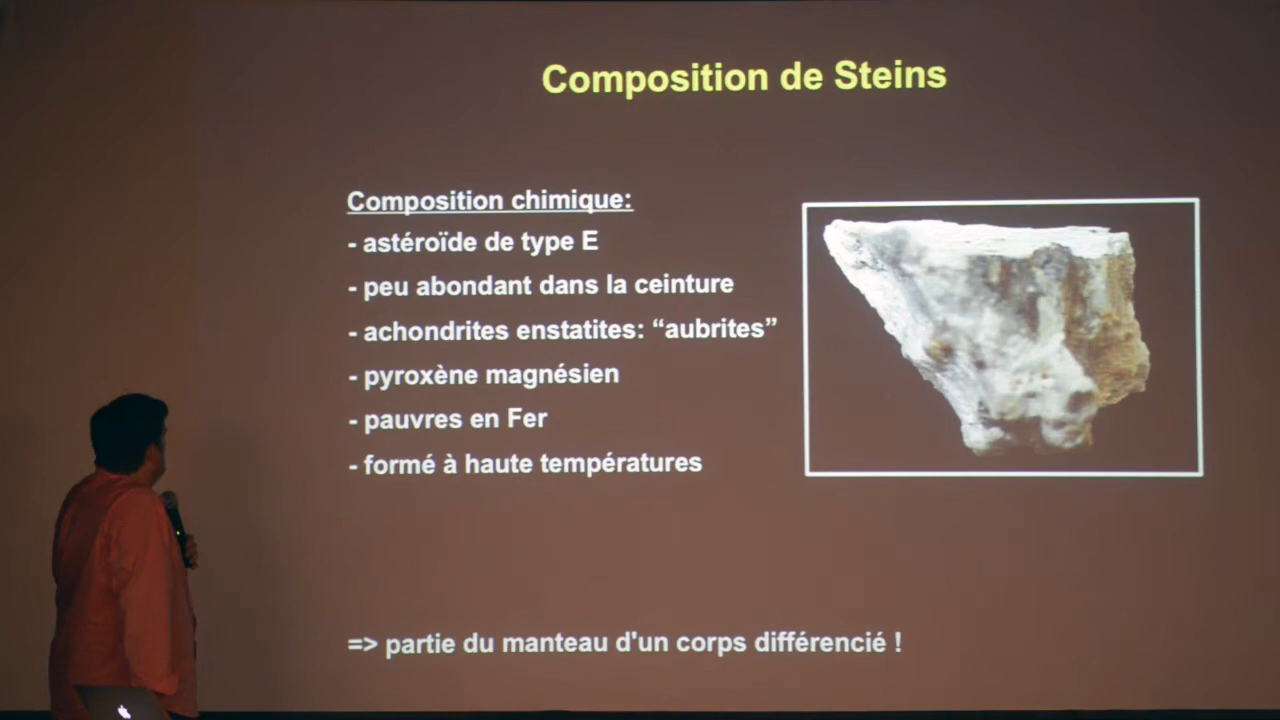 Composition de Steins
Composition chimique:
- astéroïde de type E
- peu abondant dans la ceinture
- achondrites enstatites: “aubrites”
- pyroxène magnésien
- pauvres en Fer
- formé à haute températures
=> partie du manteau d'un corps différencié !